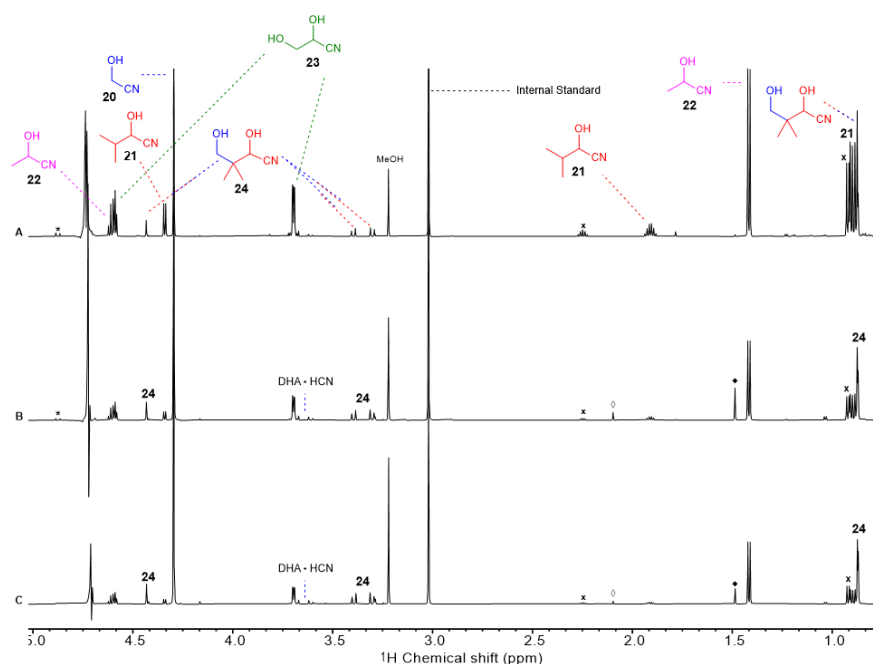 OH
HO
CN
23
OH
CN
20
OH
CN
21
OH
CN
22
OH
OH
CN
24
Internal Standard
MeOH
OH
CN
21
OH
CN
22
OH
OH
CN
21
x
A
*
x
B
*
24
DHA • HCN
24
x
◊
◆
x
24
C
24
DHA • HCN
24
x
◊
◆
x
24
5.0 4.5 4.0 3.5 3.0 2.5 2.0 1.5 1.0
1H Chemical shift (ppm)